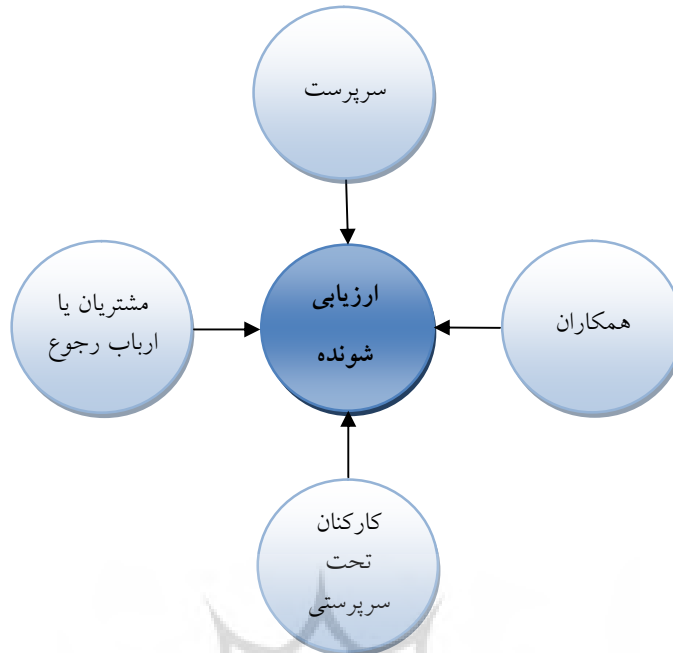 سرپرست
مشتریان یا
ارباب رجوع
ارزیابی
شونده
همکاران
کارکنان
تحت
سرپرستی